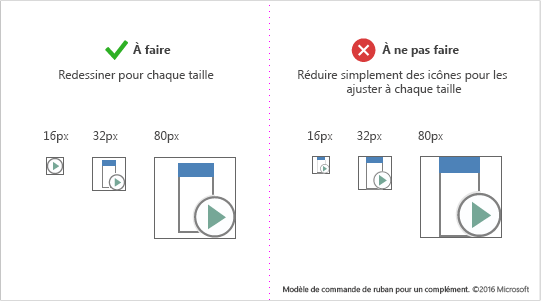 À faire
Redessiner pour chaque taille
16px 32px 80px
À ne pas faire
Réduire simplement des icônes pour les
ajuster à chaque taille
16px 32px 80px
Modèle de commande de ruban pour un complément. ©2016 Microsoft